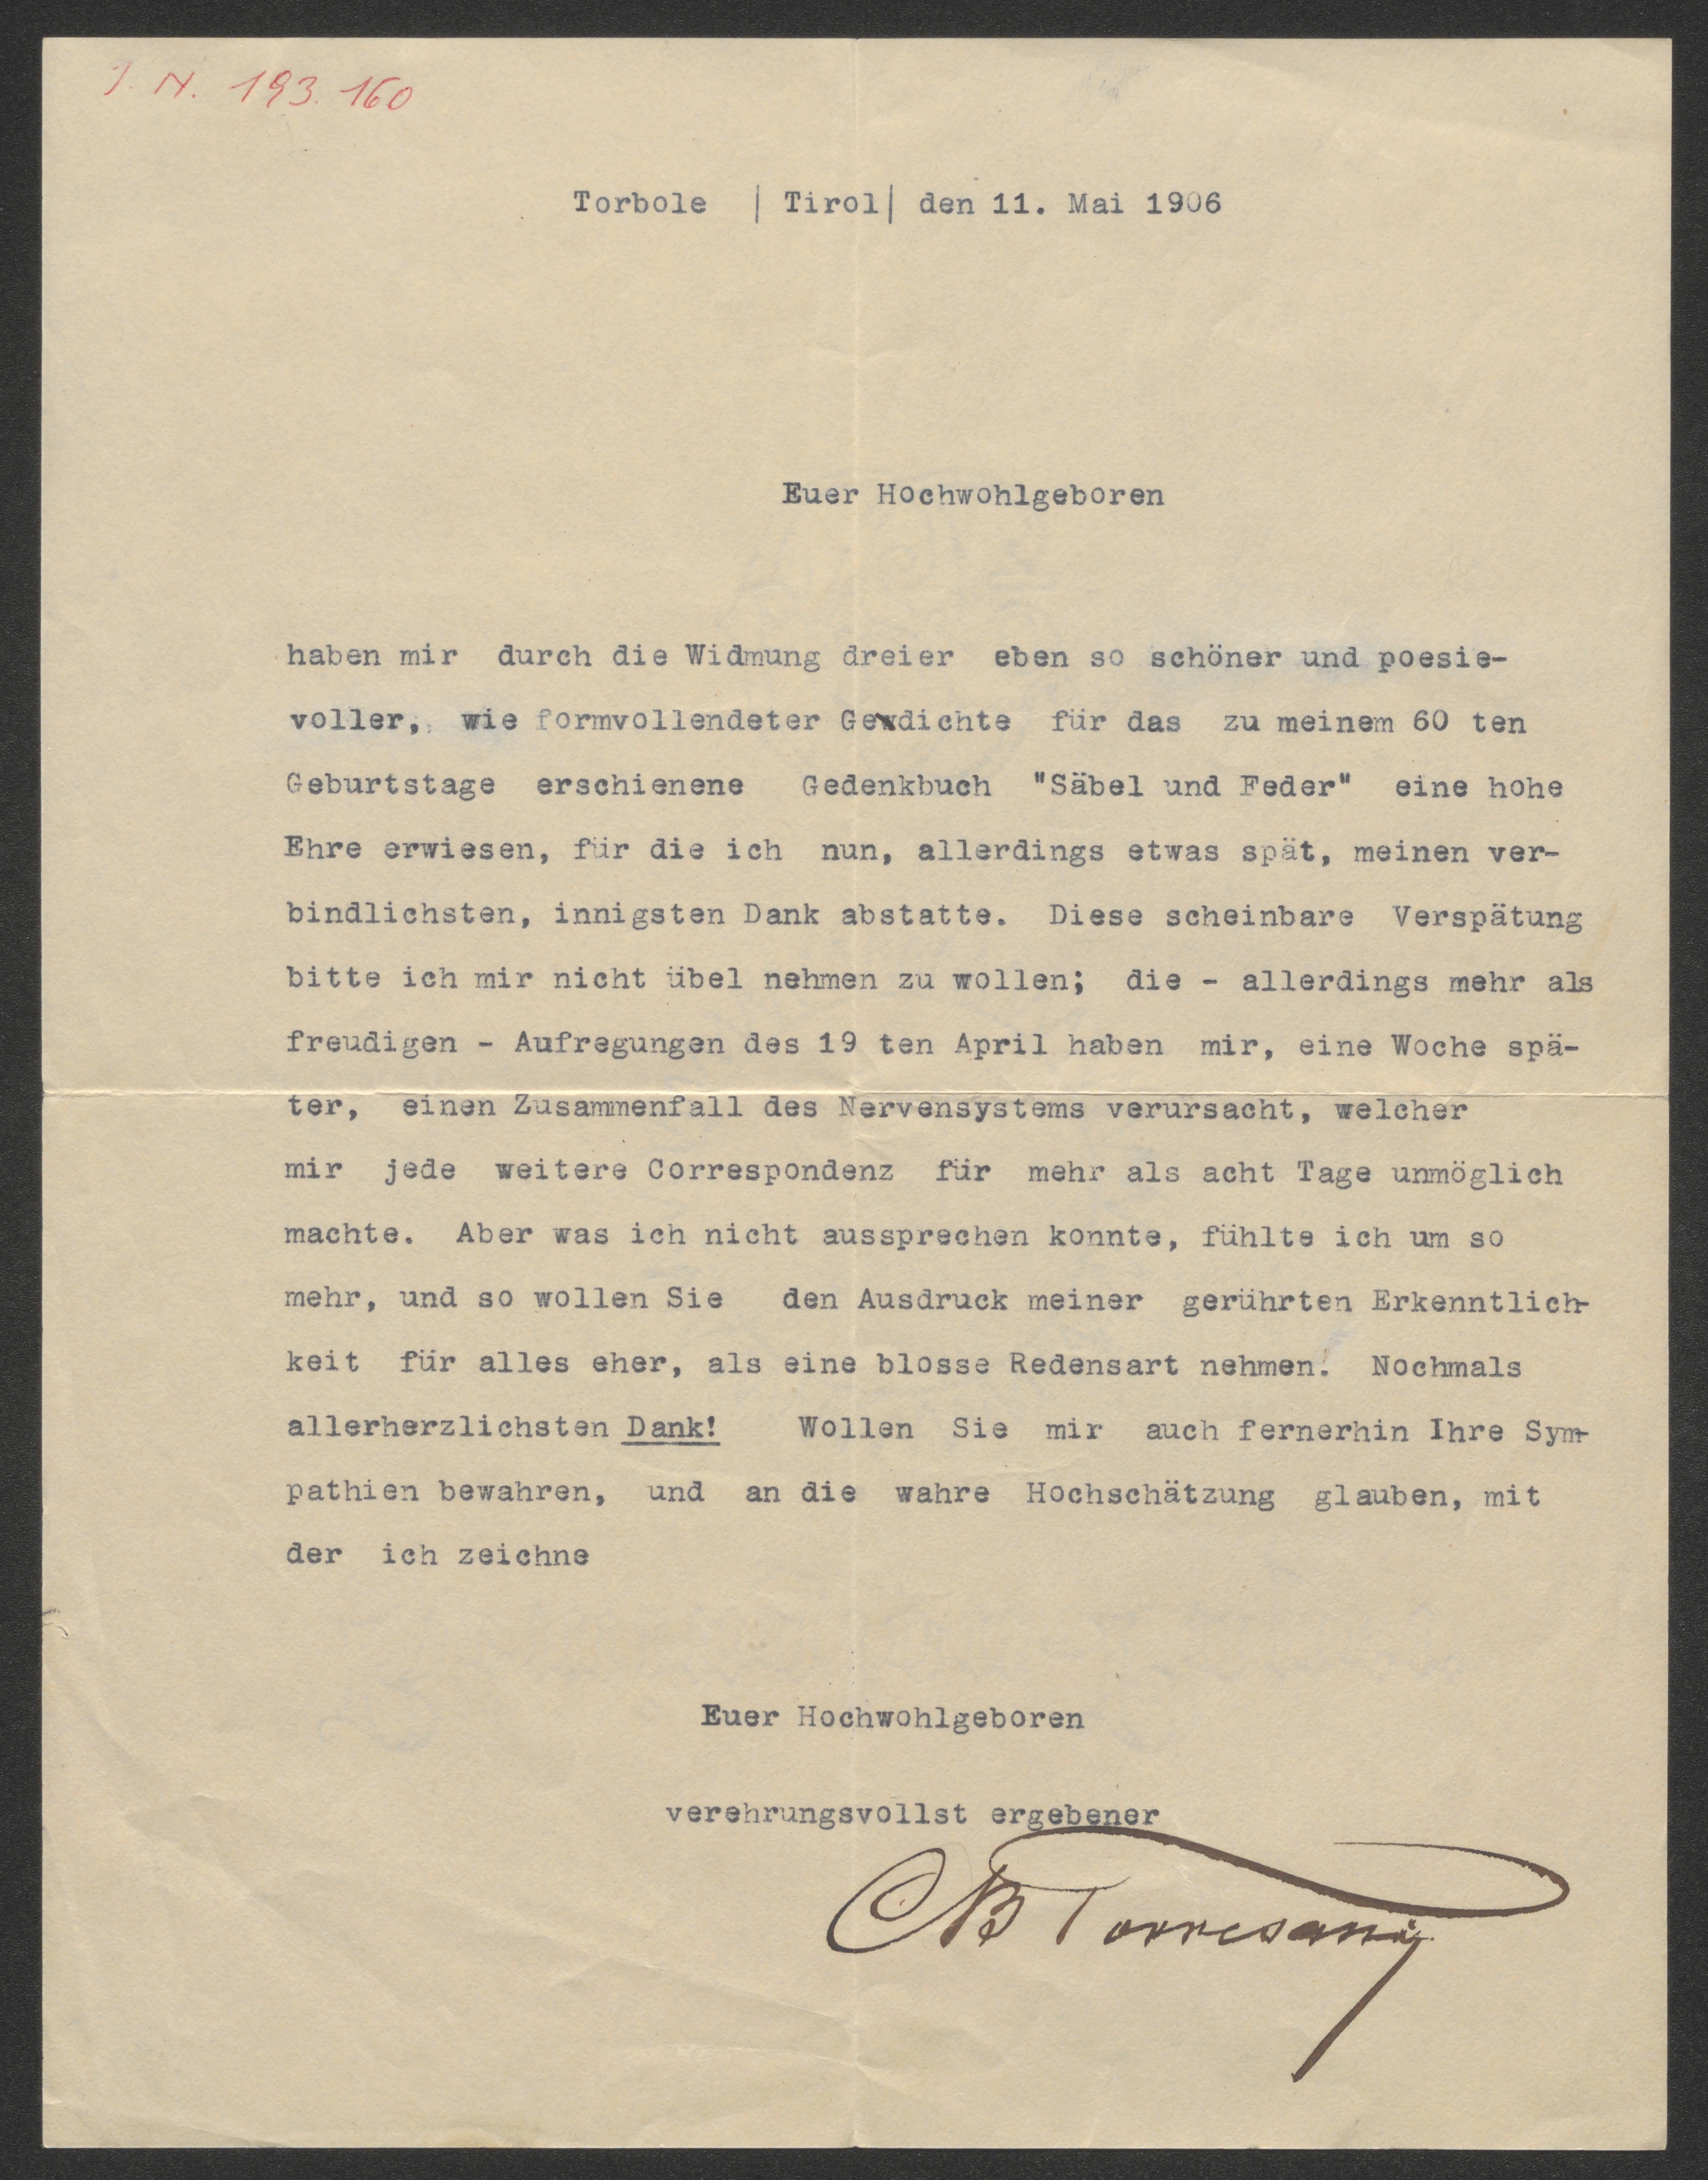 J. N. 193.160
Torbole | Tirol| den 11. Mai 1906
Euer Hochwohlgeboren
haben mir durch die Widmung dreier eben so schöner und poesie-
voller, wie formvollendeter Gexdichte für das zu meinem 60 ten
Geburtstage erschienene Gedenkbuch "Säbel und Feder" eine hohe
Ehre erwiesen, für die ich nun, allerdings etwas spät, meinen ver-
bindlichsten, innigsten Dank abstatte. Diese scheinbare Verspätung
bitte ich mir nicht übel nehmen zu wollen; die - allerdings mehr als
freudigen - Aufregungen des 19 ten April haben mir, eine Woche spä-
ter, einen Zusammenfall des Nervensystems verursacht, welcher
mir jede weitere Correspondenz für mehr als acht Tage unmöglich
machte. Aber was ich nicht aussprechen konnte, fühlte ich um so
mehr, und so wollen Sie den Ausdruck meiner gerührten Erkenntlich-
keit für alles eher, als eine blosse Redensart nehmen. Nochmals
allerherzlichsten Dank! Wollen Sie mir auch fernerhin Ihre Sym-
pathien bewahren, und an die wahre Hochschätzung glauben, mit
der ich zeichne
Euer Hochwohlgeboren
verehrungsvollst ergebener
CB Torresani